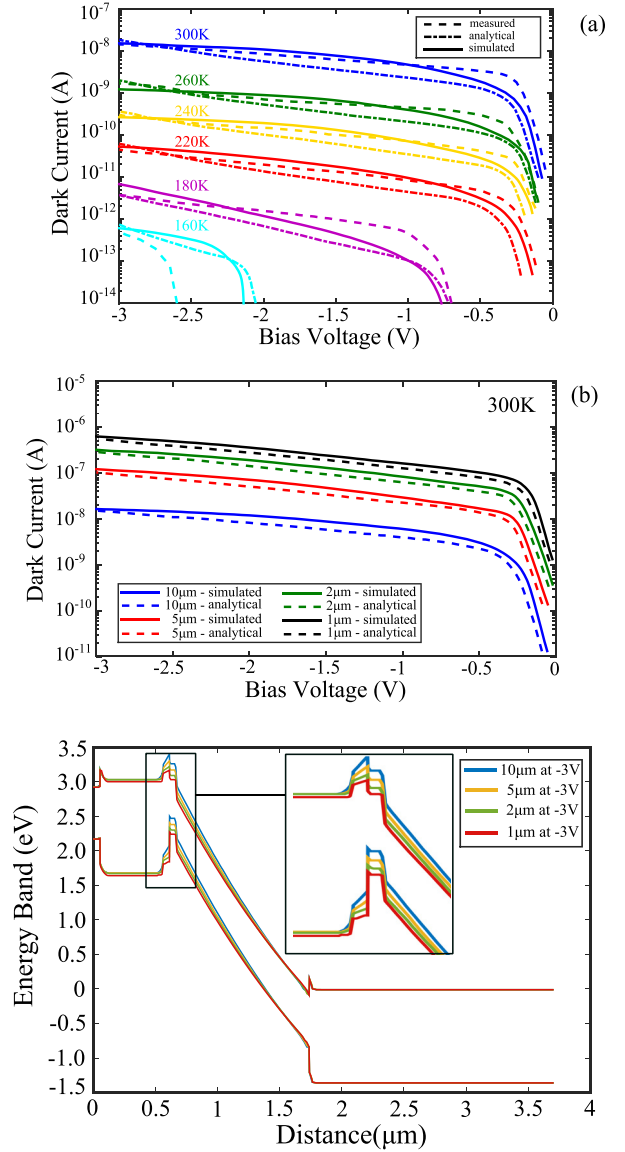 (a)
10⁻⁷
10⁻⁸
10⁻⁹
10⁻¹⁰
10⁻¹¹
10⁻¹²
10⁻¹³
10⁻¹⁴
Dark Current (A)
300K
260K
240K
220K
180K
160K
measured
analytical
simulated
-3 -2.5 -2 -1.5 -1 -0.5 0
Bias Voltage (V)
(b)
300K
10⁻⁵
10⁻⁶
10⁻⁷
10⁻⁸
10⁻⁹
10⁻¹⁰
10⁻¹¹
Dark Current (A)
10μm - simulated
10μm - analytical
5μm - simulated
5μm - analytical
2μm - simulated
2μm - analytical
1μm - simulated
1μm - analytical
-3 -2.5 -2 -1.5 -1 -0.5 0
Bias Voltage (V)
3.5
3.0
2.5
2.0
1.5
1.0
0.5
0
-0.5
-1.0
-1.5
Energy Band (eV)
10μm at -3V
5μm at -3V
2μm at -3V
1μm at -3V
0 0.5 1 1.5 2 2.5 3 3.5 4
Distance(μm)